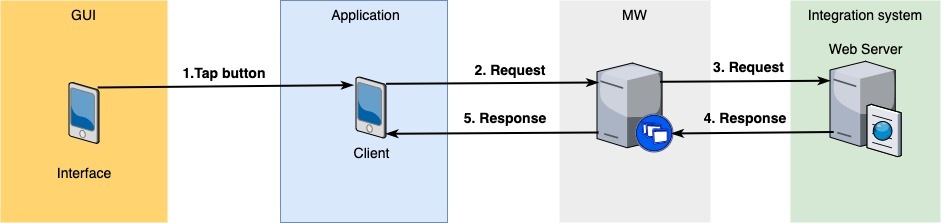 GUI
Application
MW
Integration system
Web Server
1.Tap button
2. Request
3. Request
5. Response
4. Response
Client
Interface